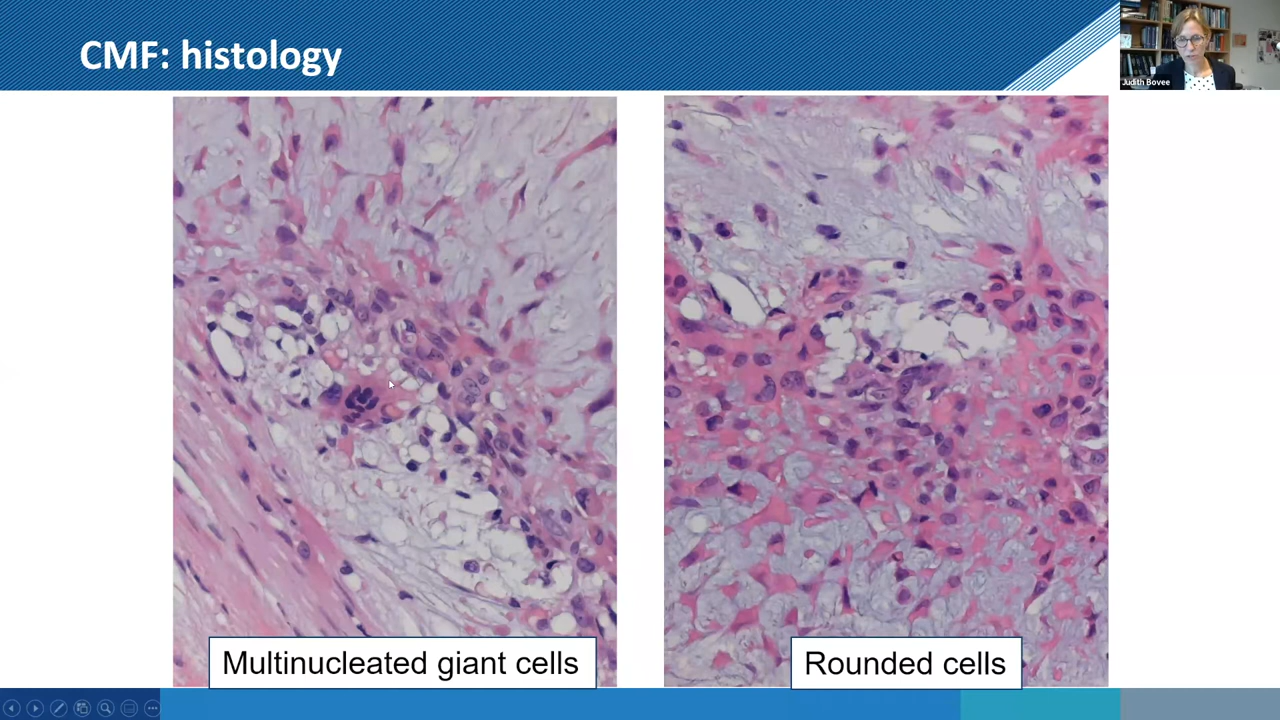 CMF: histology
Judith Bovee
Multinucleated giant cells
Rounded cells